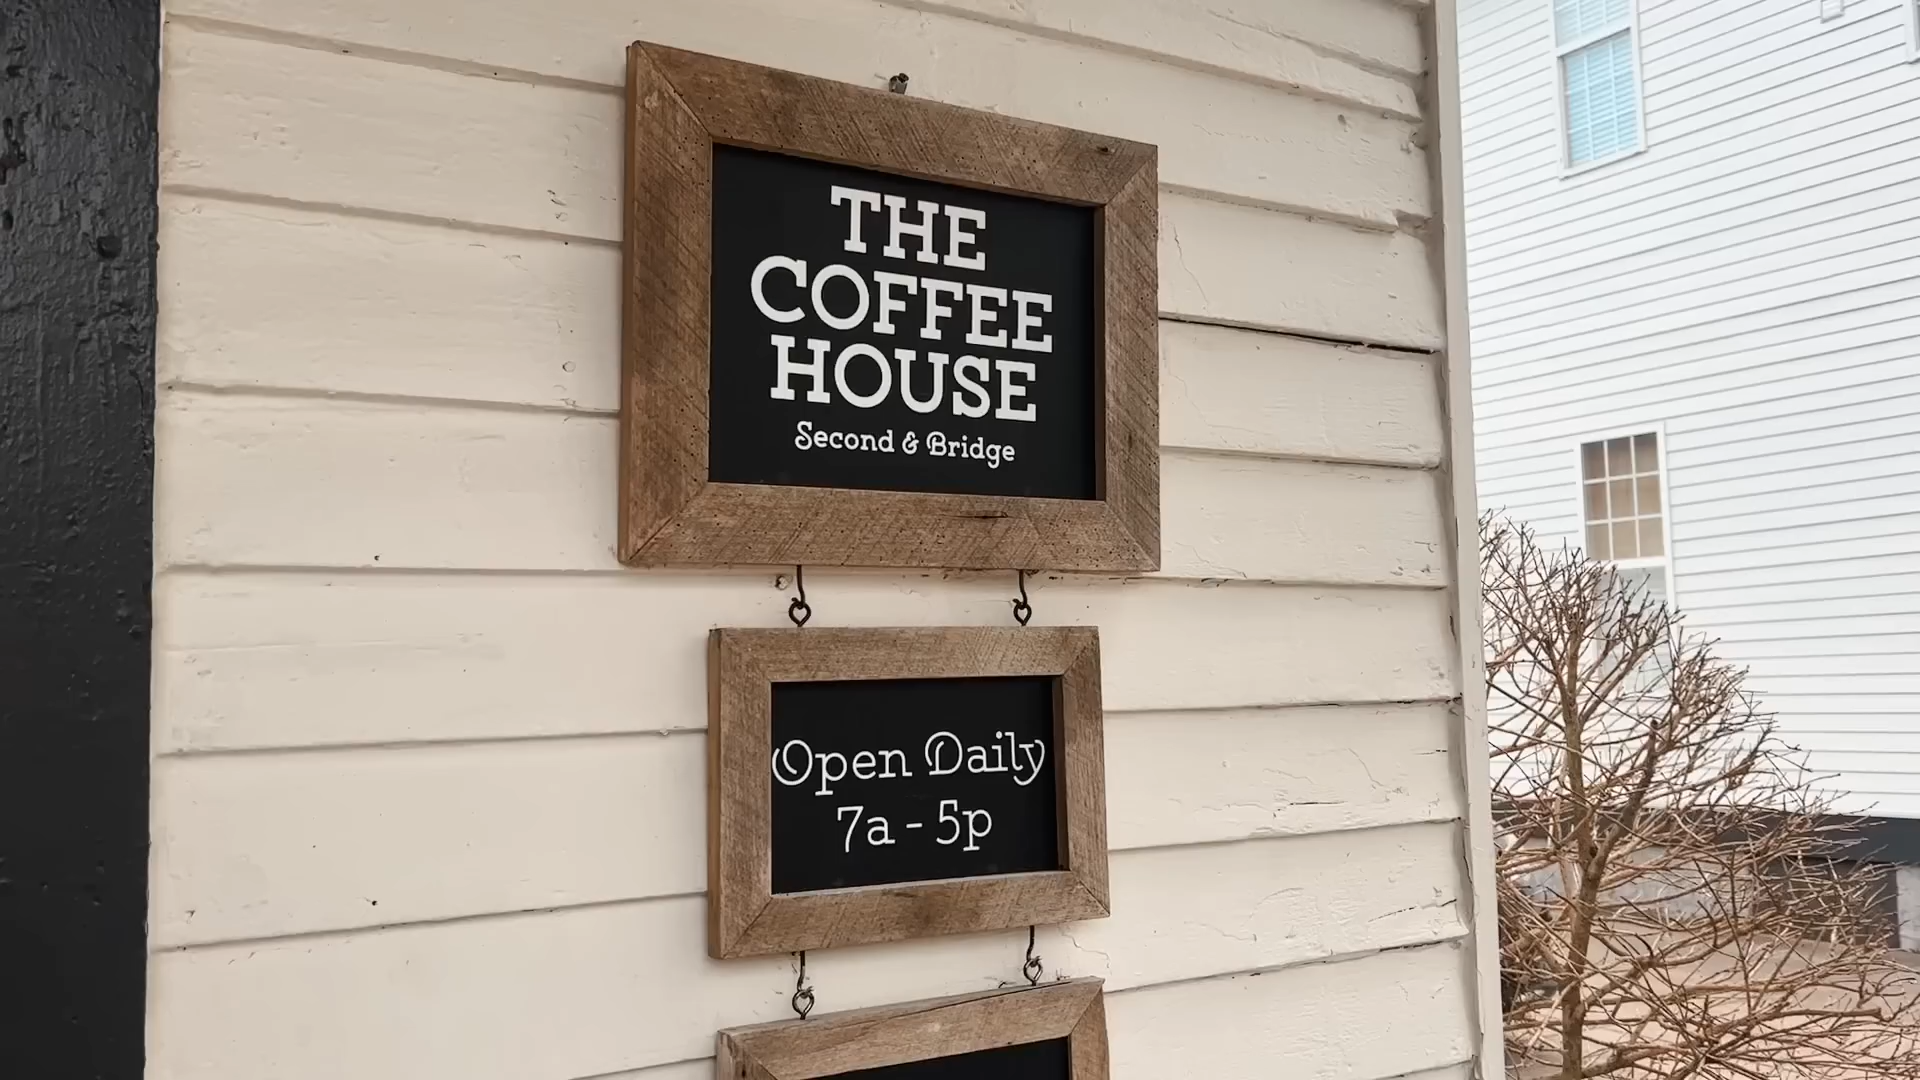 THE
COFFEE
HOUSE
Second & Bridge
Open Daily
7a - 5p